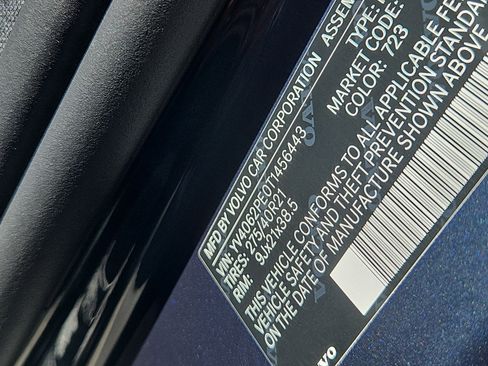 MFD BY VOLVO CAR CORPORATION ASSEM
VIN: YV4062PE0T1456443 TYPE:
TIRES: 275/40R21 MARKET CODE:
RIM: 9Jx21x38.5 COLOR: 723
THIS VEHICLE CONFORMS TO ALL APPLICABLE FE
VEHICLE SAFETY AND THEFT PREVENTION STANDA
ON THE DATE OF MANUFACTURE SHOWN ABOVE